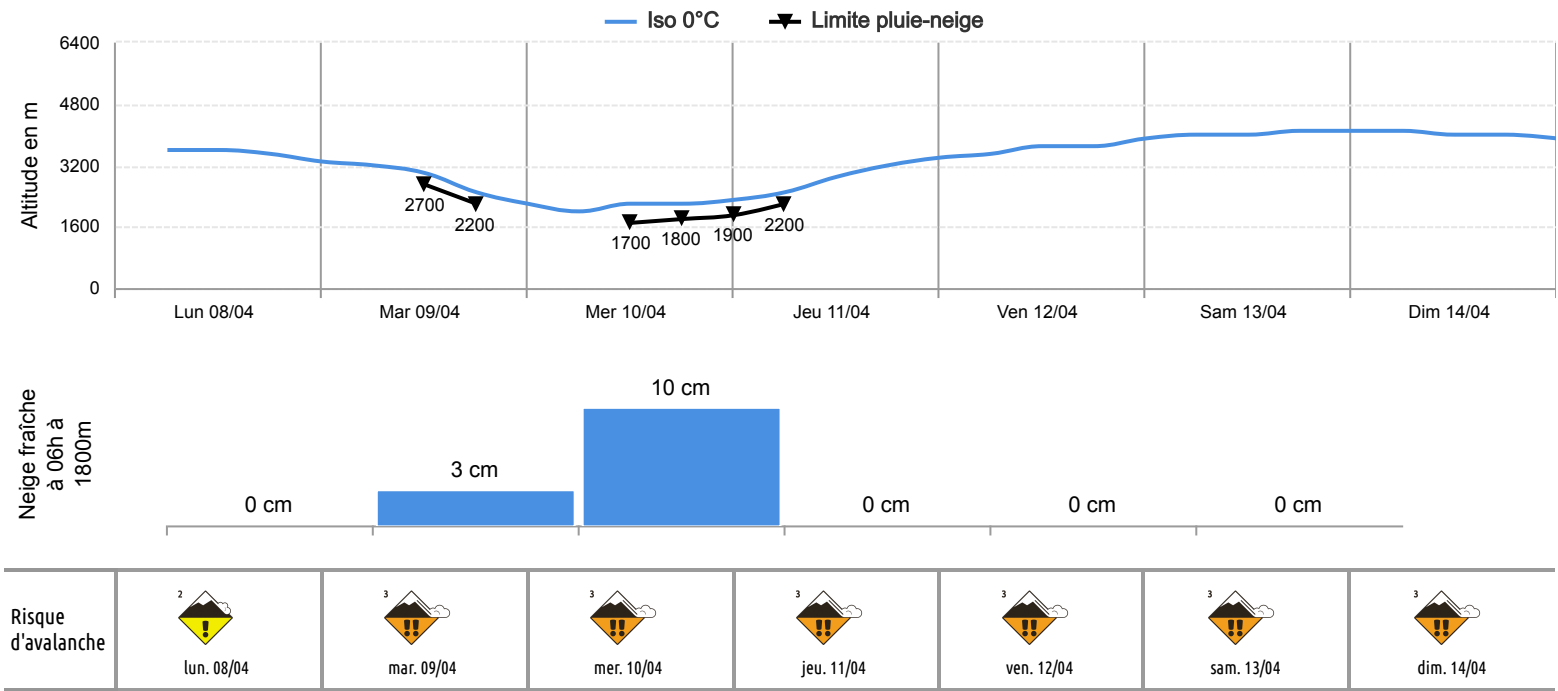 Iso 0°C Limite pluie-neige
Altitude en m
6400
4800
3200
1600
0
2700
2200
1700
1800
1900
2200
Lun 08/04 Mar 09/04 Mer 10/04 Jeu 11/04 Ven 12/04 Sam 13/04 Dim 14/04
Neige fraîche
à 06h à
1800m
0 cm 3 cm 10 cm 0 cm 0 cm 0 cm
Risque
d'avalanche
2 3 3 3 3 3 3
lun. 08/04 mar. 09/04 mer. 10/04 jeu. 11/04 ven. 12/04 sam. 13/04 dim. 14/04